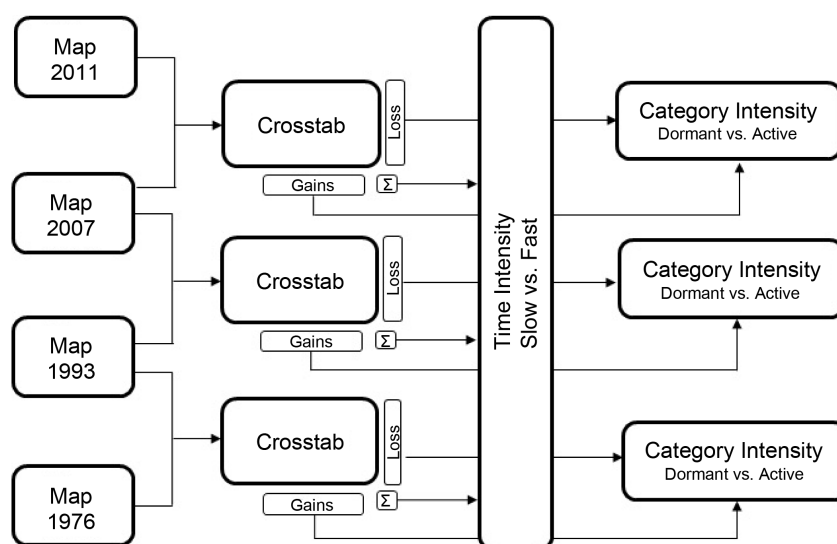 Map
2011
Map
2007
Map
1993
Map
1976
Crosstab
Loss
Gains
Σ
Crosstab
Loss
Gains
Σ
Crosstab
Loss
Gains
Σ
Time Intensity
Slow vs. Fast
Category Intensity
Dormant vs. Active
Category Intensity
Dormant vs. Active
Category Intensity
Dormant vs. Active